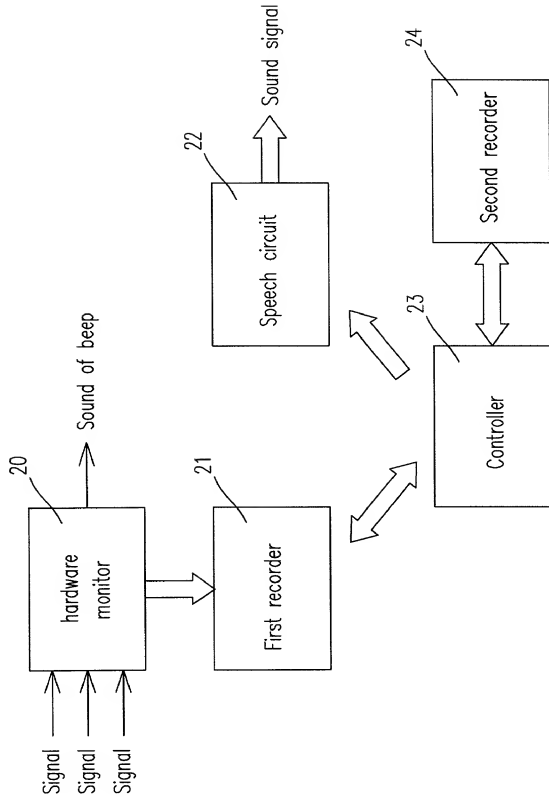 Signal
Signal
Signal
hardware
monitor
20
Sound of beep
First recorder
21
Speech circuit
22
Sound signal
Controller
23
Second recorder
24